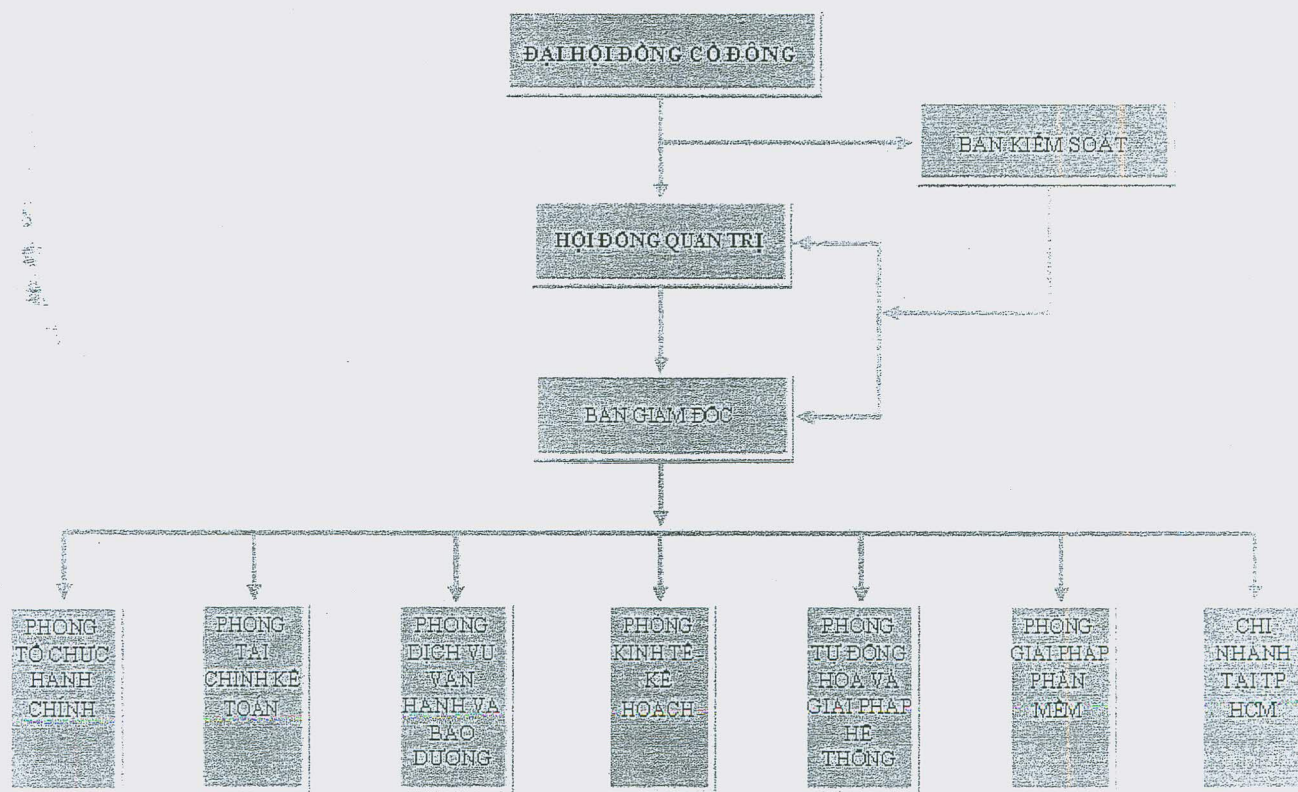 ĐẠI HỘI ĐỒNG CỔ ĐÔNG
BAN KIỂM SOÁT
HỘI ĐỒNG QUẢN TRỊ
BAN GIÁM ĐỐC
PHÒNG
TỔ CHỨC
HÀNH
CHÍNH
PHÒNG
TÀI
CHÍNH KẾ
TOÁN
PHÒNG
DỊCH VỤ
VẬN
HÀNH VÀ
BẢO
DƯỠNG
PHÒNG
KINH TẾ
KẾ
HOẠCH
PHÒNG
TỰ ĐỘNG
HÓA VÀ
GIẢI PHÁP
HỆ
THỐNG
PHÒNG
GIẢI PHÁP
PHẦN
MỀM
CHI
NHÁNH
TẠI TP
HCM